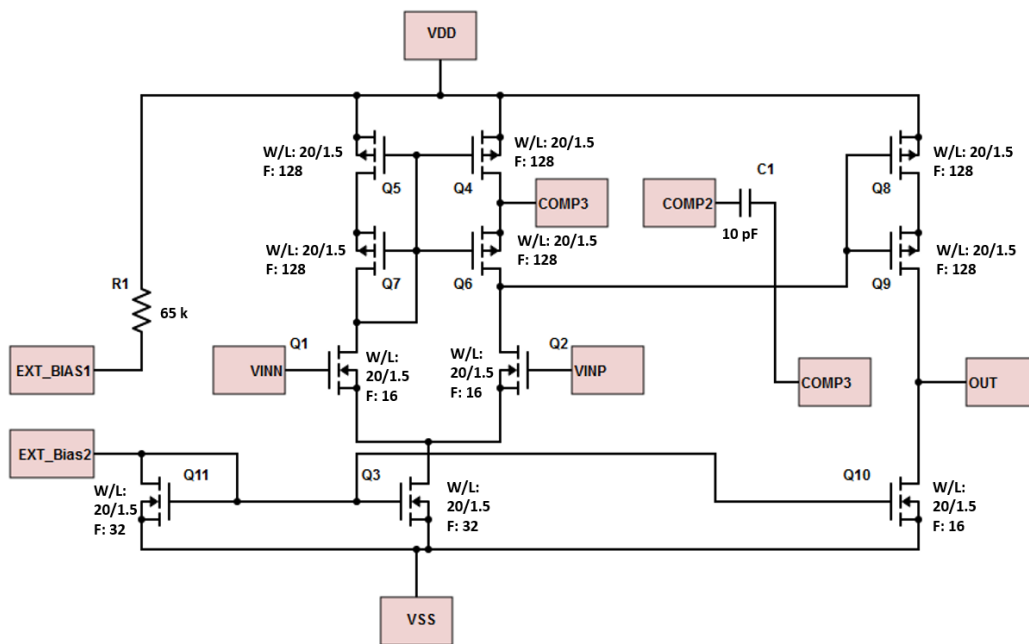 VDD
W/L: 20/1.5
F: 128
Q5
Q4
W/L: 20/1.5
F: 128
COMP3
COMP2
C1
10 pF
Q8
W/L: 20/1.5
F: 128
W/L: 20/1.5
F: 128
Q7
Q6
W/L: 20/1.5
F: 128
Q9
W/L: 20/1.5
F: 128
R1
65 k
EXT_BIAS1
Q1
VINN
W/L:
20/1.5
F: 16
W/L:
20/1.5
F: 16
Q2
VINP
COMP3
OUT
EXT_Bias2
Q11
W/L:
20/1.5
F: 32
Q3
W/L:
20/1.5
F: 32
Q10
W/L:
20/1.5
F: 16
VSS